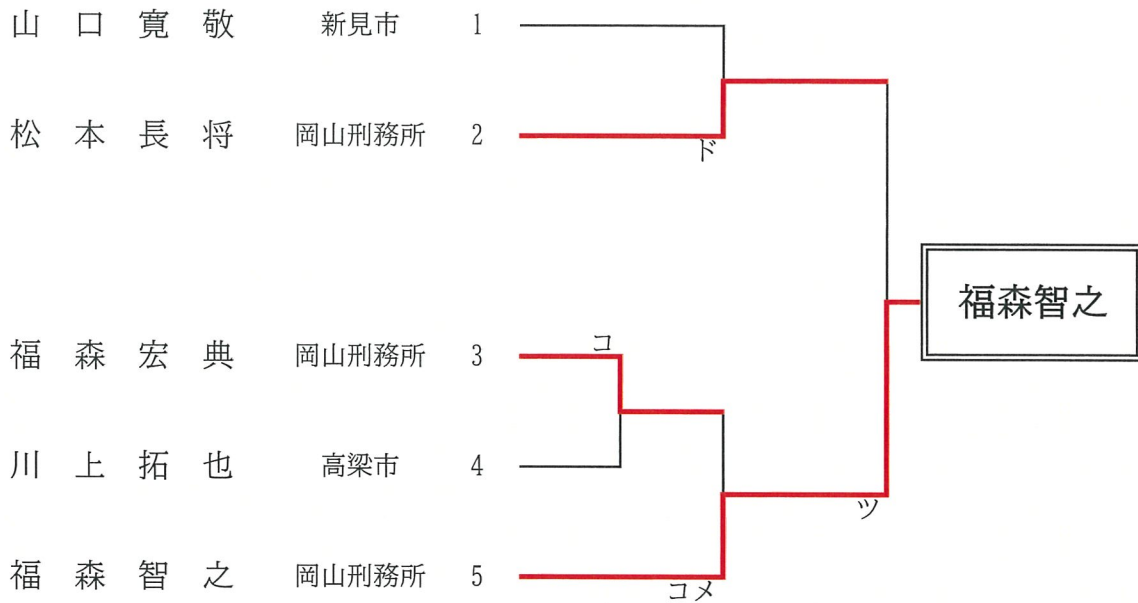 山口寛敬 新見市 1
松本長将 岡山刑務所 2
ド
福森智之
コ
福森宏典 岡山刑務所 3
川上拓也 高梁市 4
ツ
福森智之 岡山刑務所 5
コメ